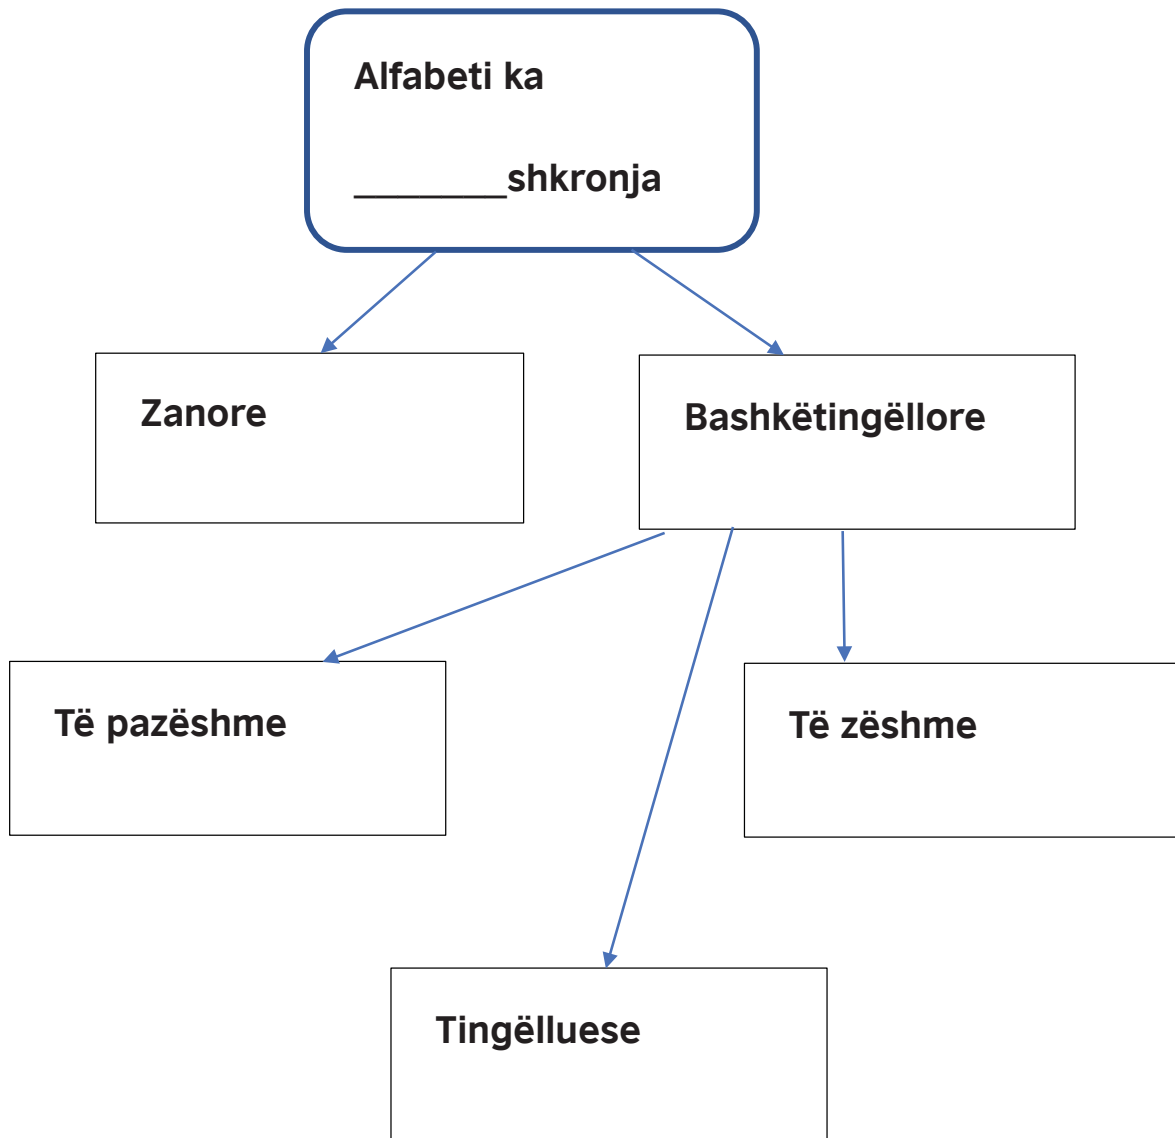 Alfabeti ka
________shkronja
Zanore
Bashkëtingëllore
Të pazëshme
Të zëshme
Tingëlluese